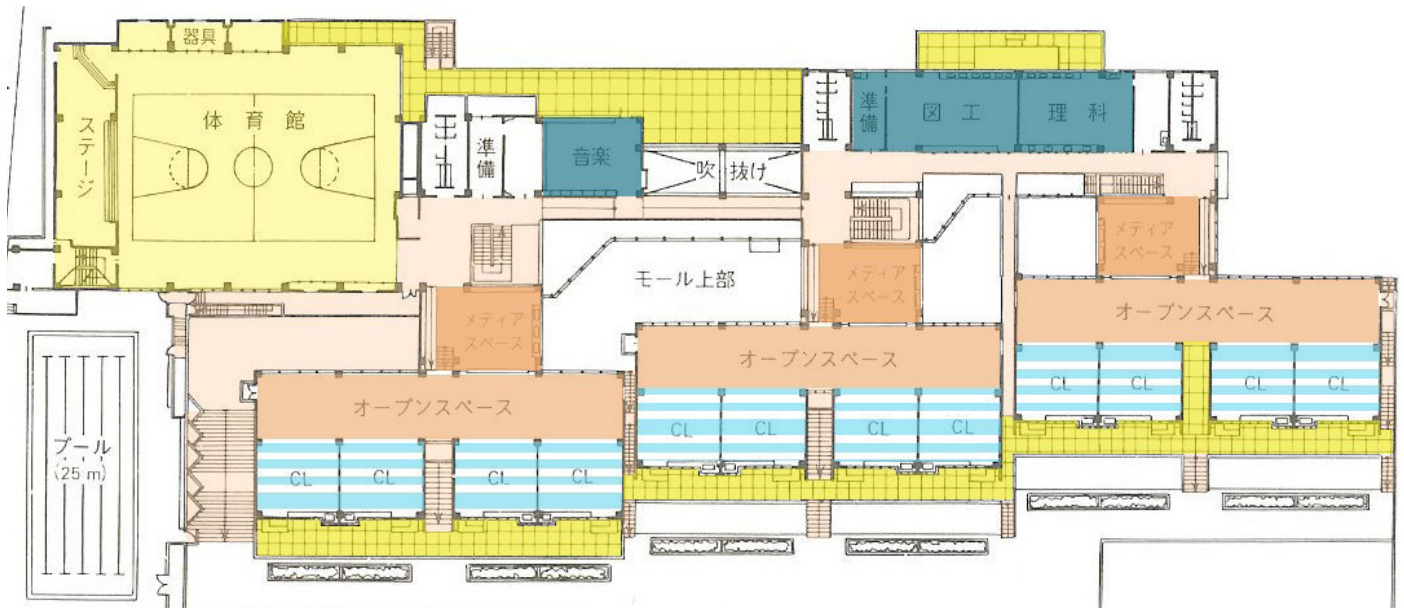 器具
体育館
ステージ
準備
音楽
吹抜け
準備
図工
理科
メディア
スペース
メディア
スペース
メディア
スペース
モール上部
オープンスペース
オープンスペース
オープンスペース
CL
CL
CL
CL
CL
CL
CL
CL
CL
CL
CL
CL
プール
(25 m)